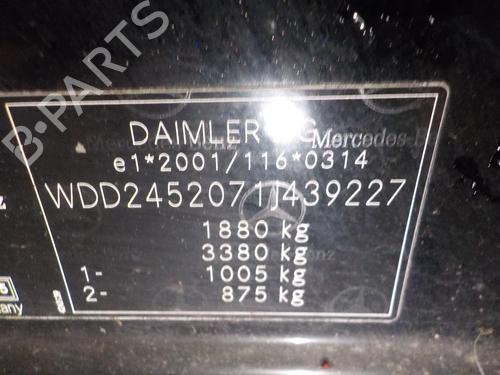 B-PARTS
DAIMLER AG
Mercedes-Benz
e1*2001/116*0314
WDD2452071J439227
1880 kg
3380 kg
1- 1005 kg
2- 875 kg